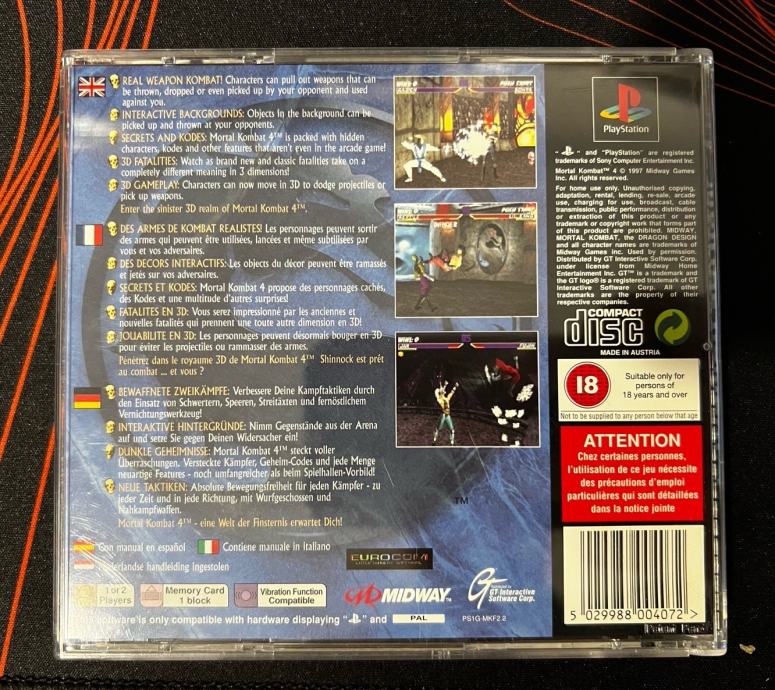 REAL WEAPON KOMBAT! Characters can pull out weapons that can
be thrown, dropped or even picked up by your opponent and used
against you.
INTERACTIVE BACKGROUNDS: Objects in the background can be
picked up and thrown at your opponents.
SECRETS AND KODES: Mortal Kombat 4™ is packed with hidden
characters, kodes and other features that aren't even in the arcade game!
3D FATALITIES: Watch as brand new and classic fatalities take on a
completely different meaning in 3 dimensions!
3D GAMEPLAY: Characters can now move in 3D to dodge projectiles or
pick up weapons.
Enter the sinister 3D realm of Mortal Kombat 4™.
DES ARMES DE KOMBAT REALISTES! Les personnages peuvent sortir
des armes qui peuvent être utilisées, lancées et même subtilisées par
vous et vos adversaires.
DES DECORS INTERACTIFS: Les objets du décor peuvent être ramassés
et jetés sur vos adversaires.
SECRETS ET KODES: Mortal Kombat 4 propose des personnages cachés,
des Kodes et une multitude d'autres surprises!
FATALITES EN 3D: Vous serez impressionné par les anciennes et
nouvelles fatalités qui prennent une toute autre dimension en 3D!
JOUABILITE EN 3D: Les personnages peuvent désormais bouger en 3D
pour éviter les projectiles ou rammasser des armes.
Pénétrez dans le royaume 3D de Mortal Kombat 4™ Shinnock est prêt
au combat ... et vous ?
BEWAFFNETE ZWEIKÄMPFE: Verbessere Deine Kampftaktiken durch
den Einsatz von Schwertern, Speeren, Streitäxten und fernöstlichem
Vernichtungswerkzeug!
INTERAKTIVE HINTERGRÜNDE: Nimm Gegenstände aus der Arena
auf und setze Sie gegen Deinen Widersacher ein!
DUNKLE GEHEIMNISSE: Mortal Kombat 4™ steckt voller
Überraschungen. Versteckte Kämpfer, Geheim-Codes und jede Menge
neuartige Features - noch umfangreicher als beim Spielhallen-Vorbild!
NEUE TAKTIKEN: Absolute Bewegungsfreiheit für jeden Kämpfer - zu
jeder Zeit und in jede Richtung, mit Wurfgeschossen und
Nahkampfwaffen.
Mortal Kombat 4™ - eine Welt der Finsternis erwartet Dich!
TM
Con manual en español
Contiene manuale in italiano
Nederlandse handleiding ingesloten
EUROCOM
1 or 2
Players
Memory Card
1 block
Vibration Function
Compatible
MIDWAY™
GT
Distributed by
GT Interactive
Software Corp.
This software is only compatible with hardware displaying "PS" and PAL
PS1G-MKF2.2
PlayStation
"PS" and "PlayStation" are registered
trademarks of Sony Computer Entertainment Inc.
Mortal Kombat™ 4 © 1997 Midway Games
Inc. All rights reserved.
For home use only. Unauthorised copying,
adaptation, rental, lending, re-sale, arcade
use, charging for use, broadcast, cable
transmission, public performance, distribution
or extraction of this product or any
trademark or copyright work that forms part
of this product are prohibited. MIDWAY,
MORTAL KOMBAT, the DRAGON DESIGN
and all character names are trademarks of
Midway Games Inc. Used by permission.
Distributed by GT Interactive Software Corp.
under license from Midway Home
Entertainment Inc. GT™ is a trademark and
the GT logo® is a registered trademark of GT
Interactive Software Corp. All other
trademarks are the property of their
respective companies.
COMPACT
disc
MADE IN AUSTRIA
18
Suitable only for
persons of
18 years and over
Not to be supplied to any person below that age
ATTENTION
Chez certaines personnes,
l'utilisation de ce jeu nécessite
des précautions d'emploi
particulières qui sont détaillées
dans la notice jointe
5 029988 004072 >